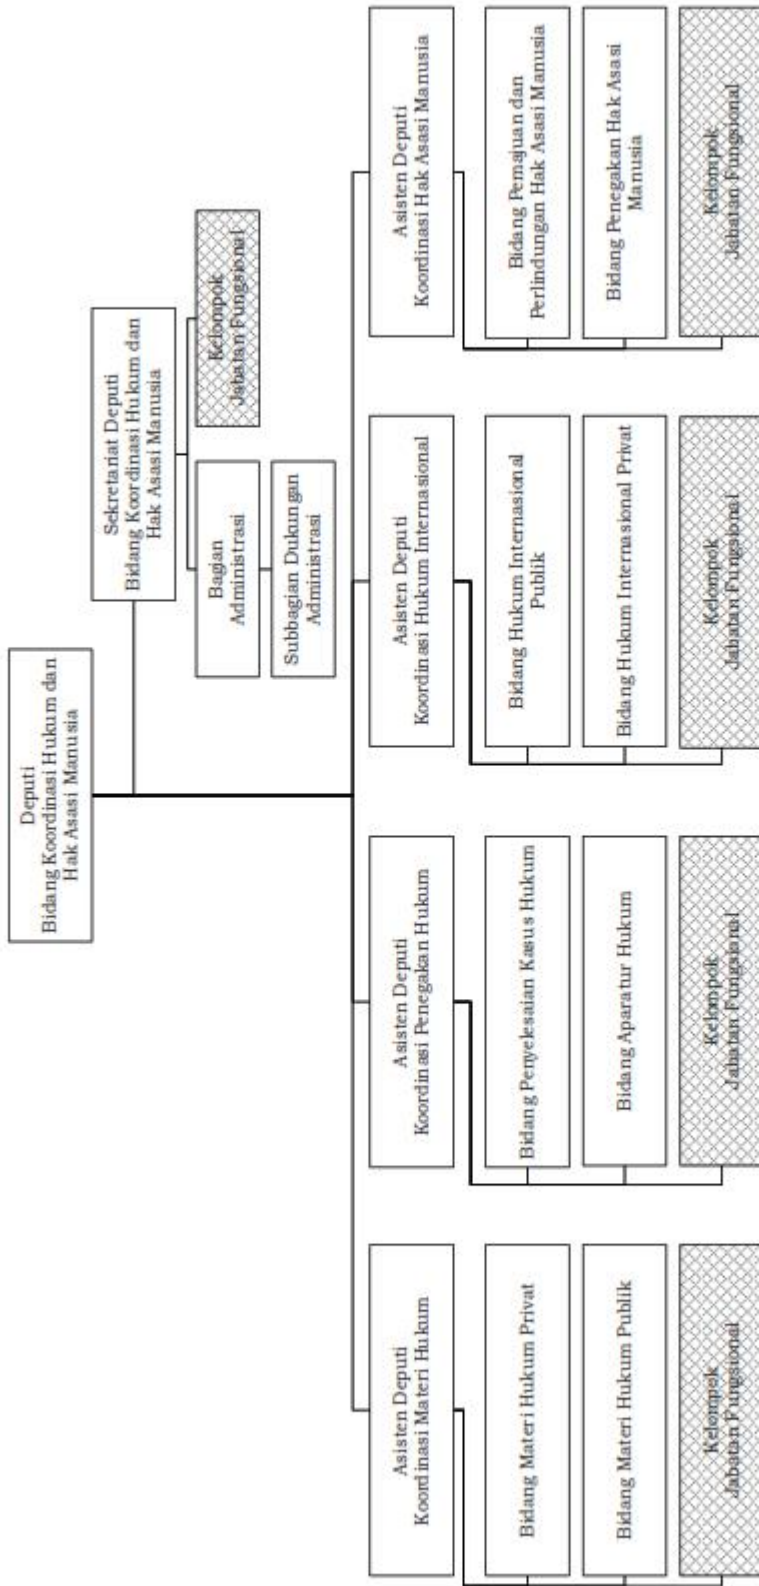 Deputi
Bidang Koordinasi Hukum dan
Hak Asasi Manusia
Sekretariat Deputi
Bidang Koordinasi Hukum dan
Hak Asasi Manusia
Bagian
Administrasi
Kelompok
Jabatan Fungsional
Subbagian Dukungan
Administrasi
Asisten Deputi
Koordinasi Materi Hukum
Bidang Materi Hukum Privat
Bidang Materi Hukum Publik
Kelompok
Jabatan Fungsional
Asisten Deputi
Koordinasi Penegakan Hukum
Bidang Penyelesaian Kasus Hukum
Bidang Aparatur Hukum
Kelompok
Jabatan Fungsional
Asisten Deputi
Koordinasi Hukum Internasional
Bidang Hukum Internasional
Publik
Bidang Hukum Internasional Privat
Kelompok
Jabatan Fungsional
Asisten Deputi
Koordinasi Hak Asasi Manusia
Bidang Pemajuan dan
Perlindungan Hak Asasi Manusia
Bidang Penegakan Hak Asasi
Manusia
Kelompok
Jabatan Fungsional